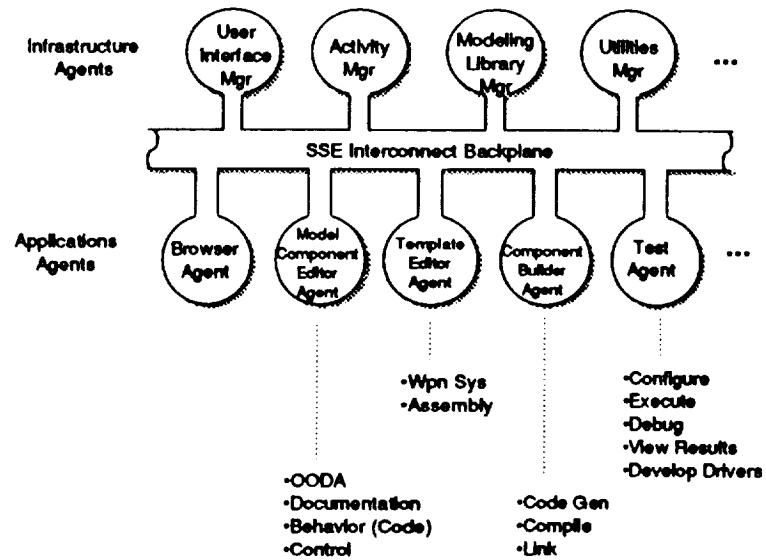 Infrastructure
Agents
User
Interface
Mgr
Activity
Mgr
Modeling
Library
Mgr
Utilities
Mgr
...
SSE Interconnect Backplane
Applications
Agents
Browser
Agent
Model
Component
Editor
Agent
Template
Editor
Agent
Component
Builder
Agent
Test
Agent
...
•Wpn Sys
•Assembly
•Configure
•Execute
•Debug
•View Results
•Develop Drivers
•OODA
•Documentation
•Behavior (Code)
•Control
•Code Gen
•Compile
•Link